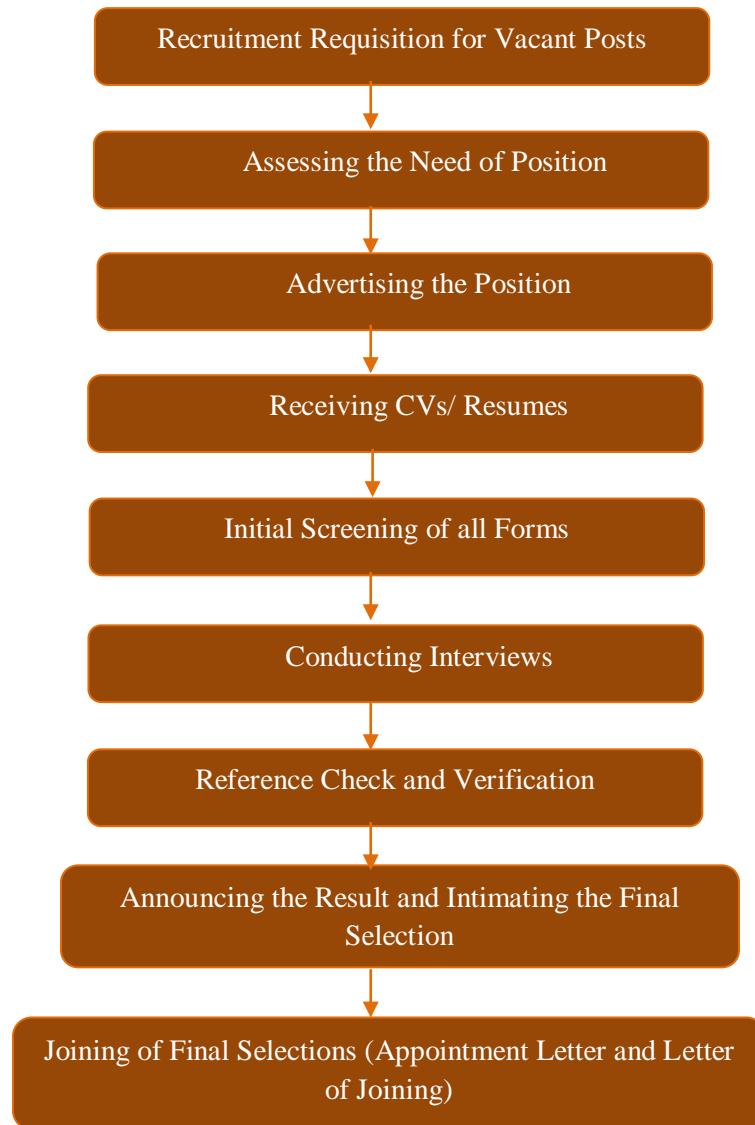 Recruitment Requisition for Vacant Posts
Assessing the Need of Position
Advertising the Position
Receiving CVs/ Resumes
Initial Screening of all Forms
Conducting Interviews
Reference Check and Verification
Announcing the Result and Intimating the Final
Selection
Joining of Final Selections (Appointment Letter and Letter
of Joining)